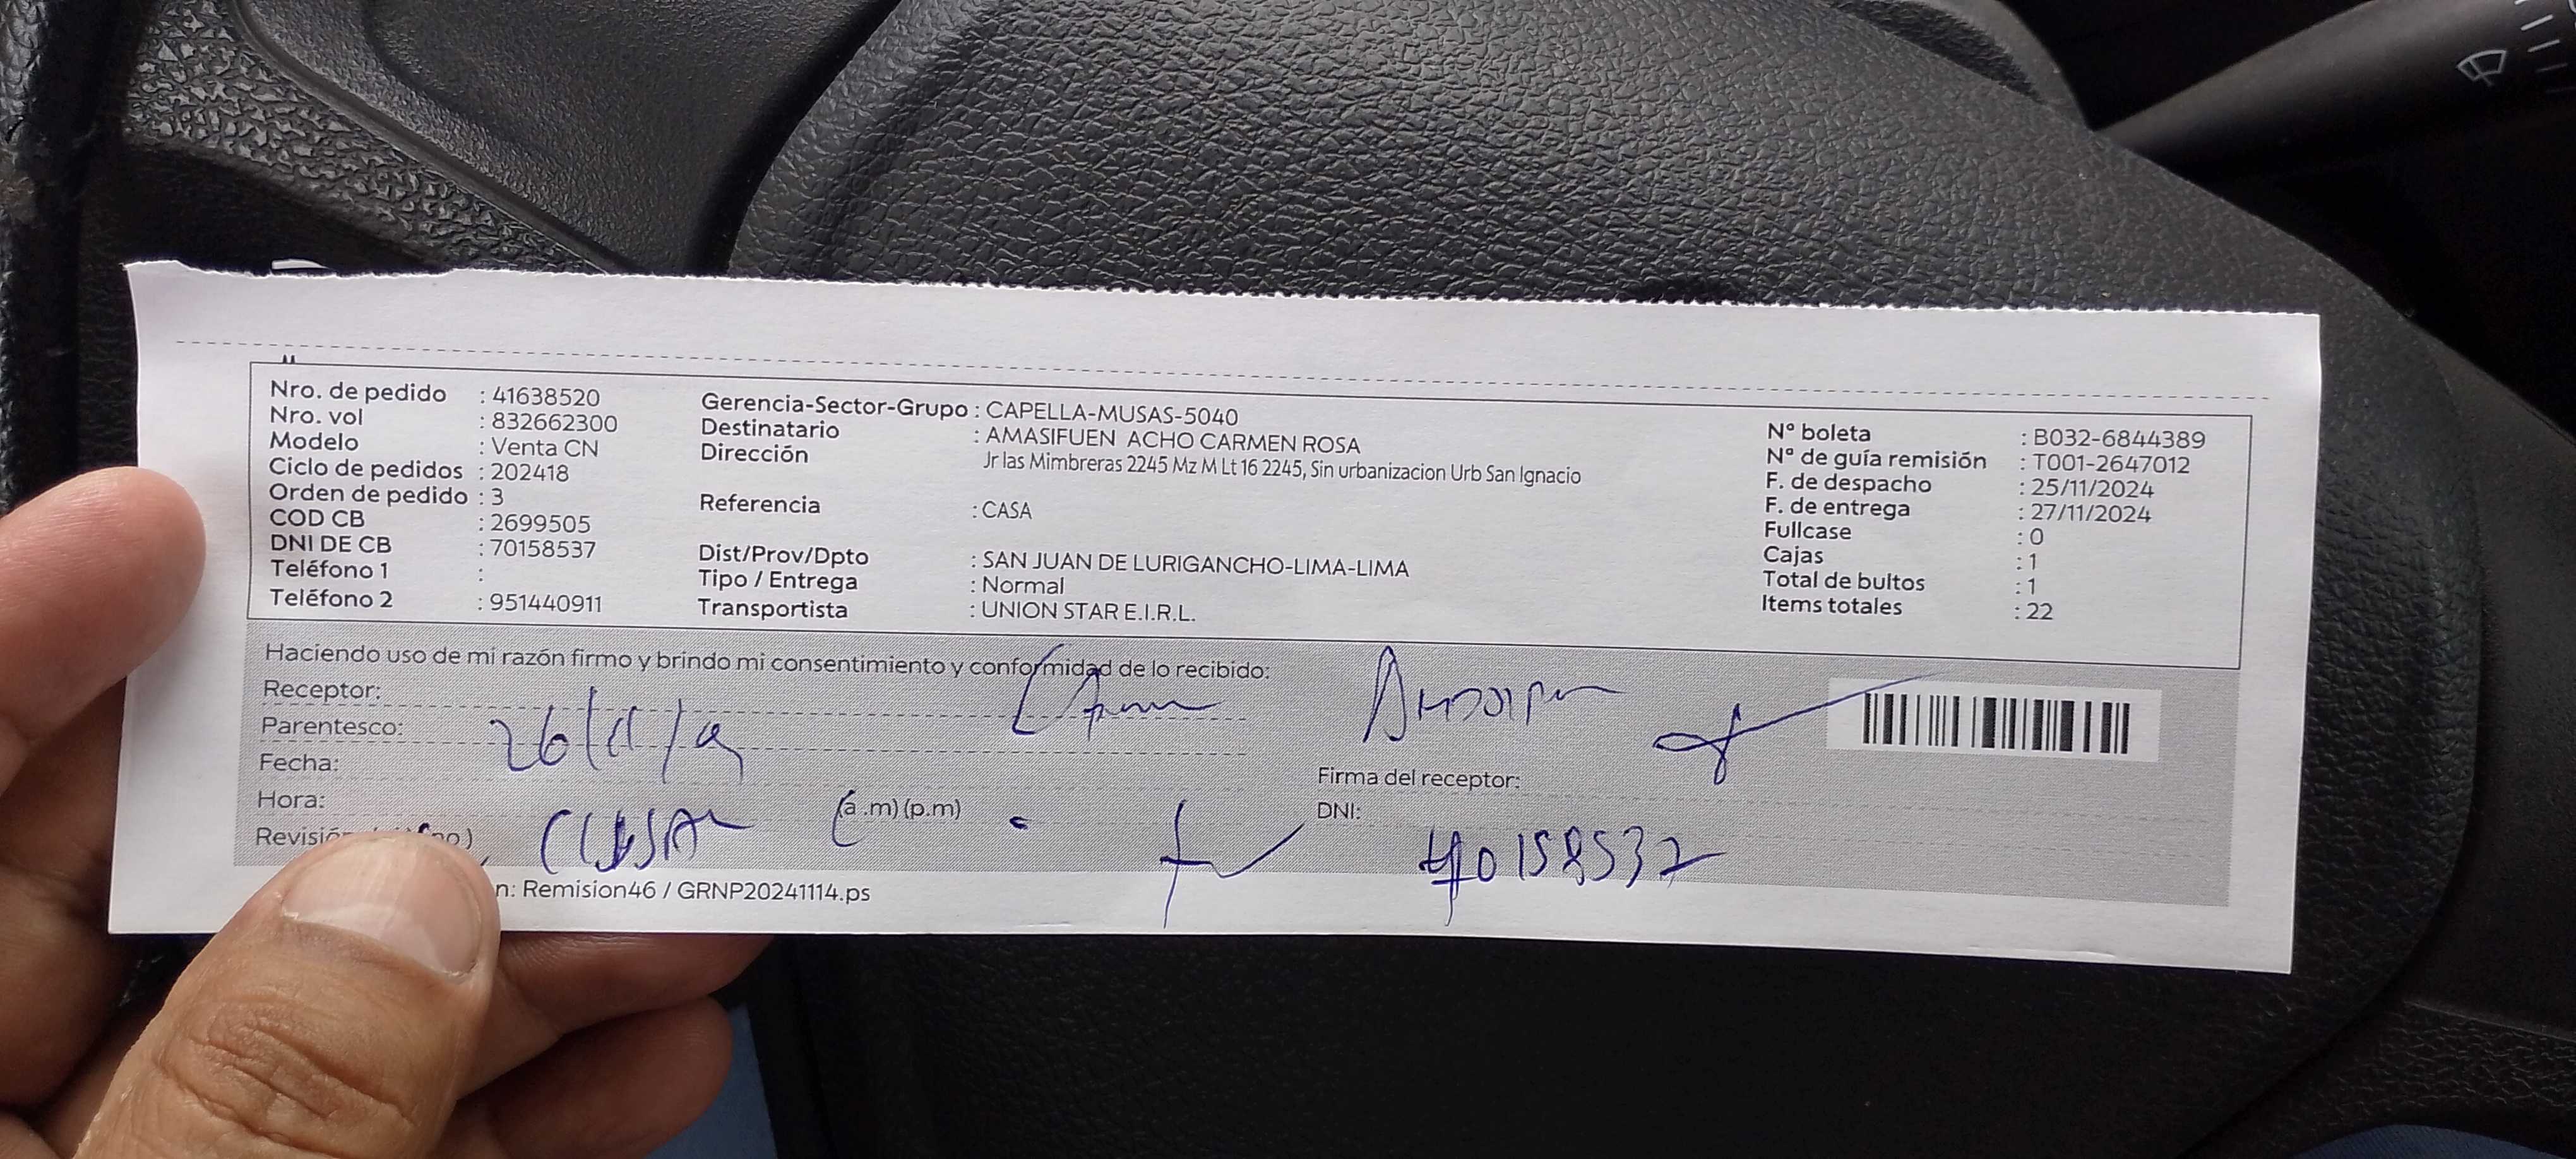 Nro. de pedido : 41638520
Nro. vol : 832662300
Modelo : Venta CN
Ciclo de pedidos : 202418
Orden de pedido : 3
COD CB : 2699505
DNI DE CB : 70158537
Teléfono 1 :
Teléfono 2 : 951440911
Gerencia-Sector-Grupo : CAPELLA-MUSAS-5040
Destinatario : AMASIFUEN ACHO CARMEN ROSA
Dirección Jr las Mimbreras 2245 Mz M Lt 16 2245, Sin urbanizacion Urb San Ignacio
Referencia : CASA
Dist/Prov/Dpto : SAN JUAN DE LURIGANCHO-LIMA-LIMA
Tipo / Entrega : Normal
Transportista : UNION STAR E.I.R.L.
N° boleta : B032-6844389
N° de guía remisión : T001-2647012
F. de despacho : 25/11/2024
F. de entrega : 27/11/2024
Fullcase : 0
Cajas : 1
Total de bultos : 1
Items totales : 22
Haciendo uso de mi razón firmo y brindo mi consentimiento y conformidad de lo recibido:
Receptor:
Parentesco:
Fecha:
Hora: (a .m) (p.m)
Firma del receptor:
DNI: 70158537
n: Remision46 / GRNP20241114.ps